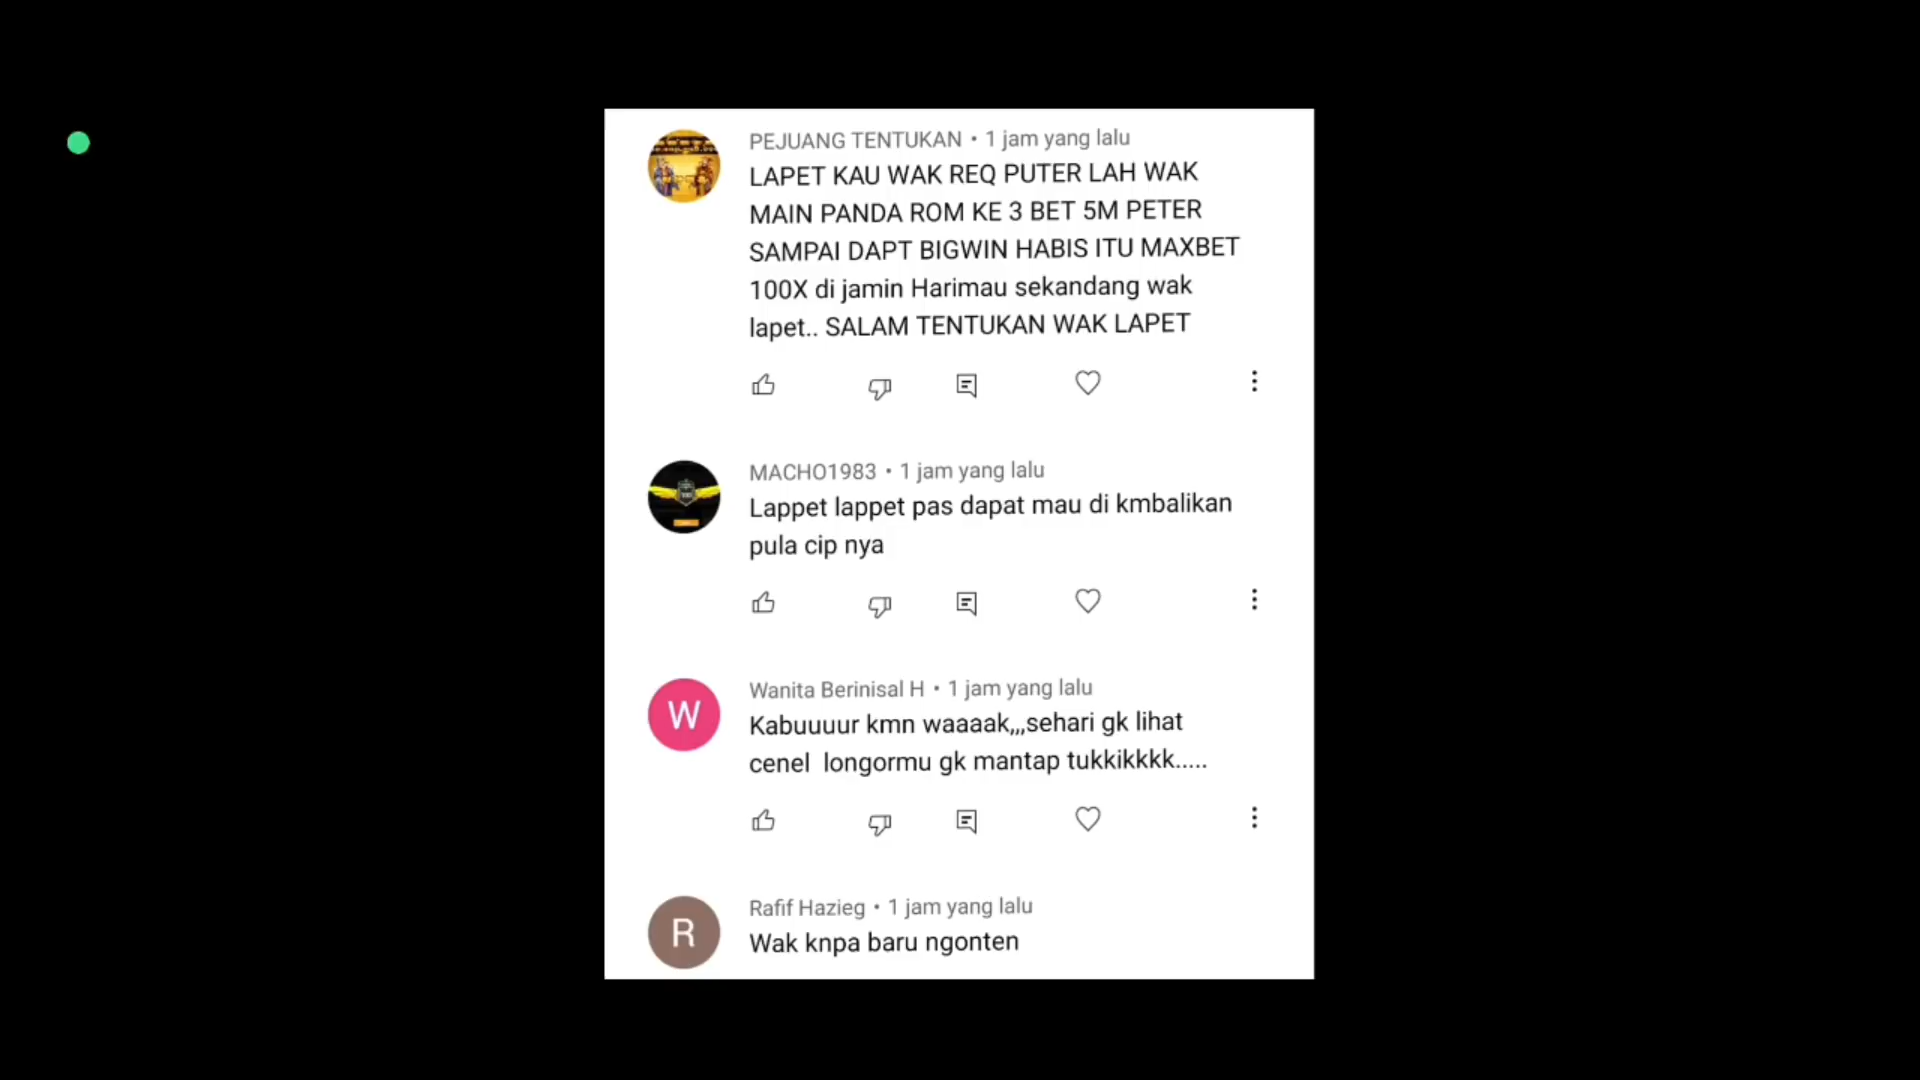 PEJUANG TENTUKAN • 1 jam yang lalu
LAPET KAU WAK REQ PUTER LAH WAK
MAIN PANDA ROM KE 3 BET 5M PETER
SAMPAI DAPT BIGWIN HABIS ITU MAXBET
100X di jamin Harimau sekandang wak
lapet.. SALAM TENTUKAN WAK LAPET
MACHO1983 • 1 jam yang lalu
Lappet lappet pas dapat mau di kmbalikan
pula cip nya
W
Wanita Berinisal H • 1 jam yang lalu
Kabuuuur kmn waaaak,,,sehari gk lihat
cenel longormu gk mantap tukkikkkk.....
R
Rafif Hazieg • 1 jam yang lalu
Wak knpa baru ngonten